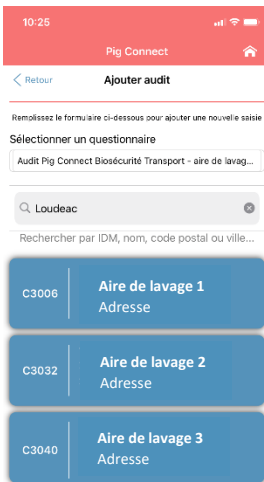 10:25
Pig Connect
Retour
Ajouter audit
Remplissez le formulaire ci-dessous pour ajouter une nouvelle saisie
Sélectionner un questionnaire
Audit Pig Connect Biosécurité Transport - aire de lavag...
Loudeac
Rechercher par IDM, nom, code postal ou ville...
C3006
Aire de lavage 1
Adresse
C3032
Aire de lavage 2
Adresse
C3040
Aire de lavage 3
Adresse